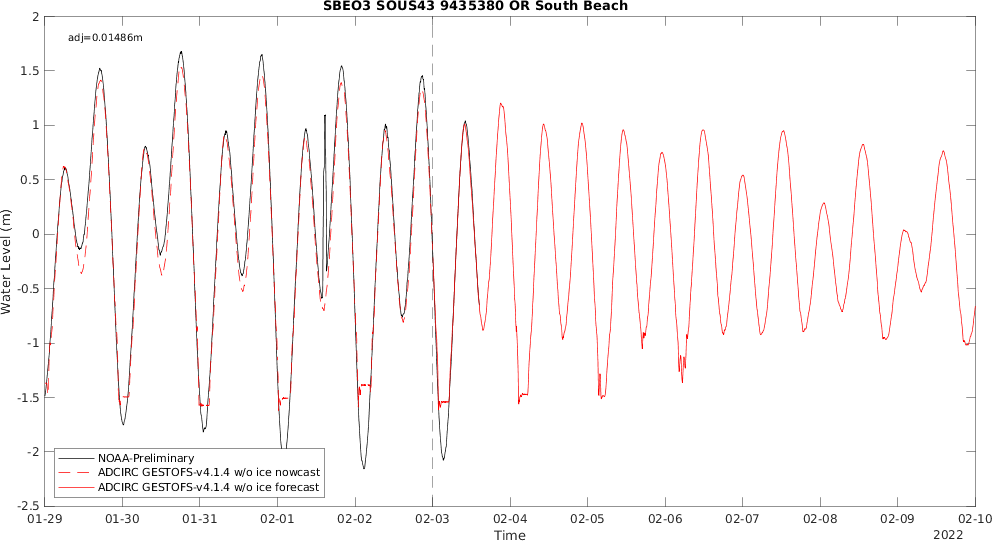 SBEO3 SOUS43 9435380 OR South Beach
adj=0.01486m
2
1.5
1
0.5
0
-0.5
-1
-1.5
-2
-2.5
Water Level (m)
NOAA-Preliminary
ADCIRC GESTOFS-v4.1.4 w/o ice nowcast
ADCIRC GESTOFS-v4.1.4 w/o ice forecast
01-29 01-30 01-31 02-01 02-02 02-03 02-04 02-05 02-06 02-07 02-08 02-09 02-10
Time
2022